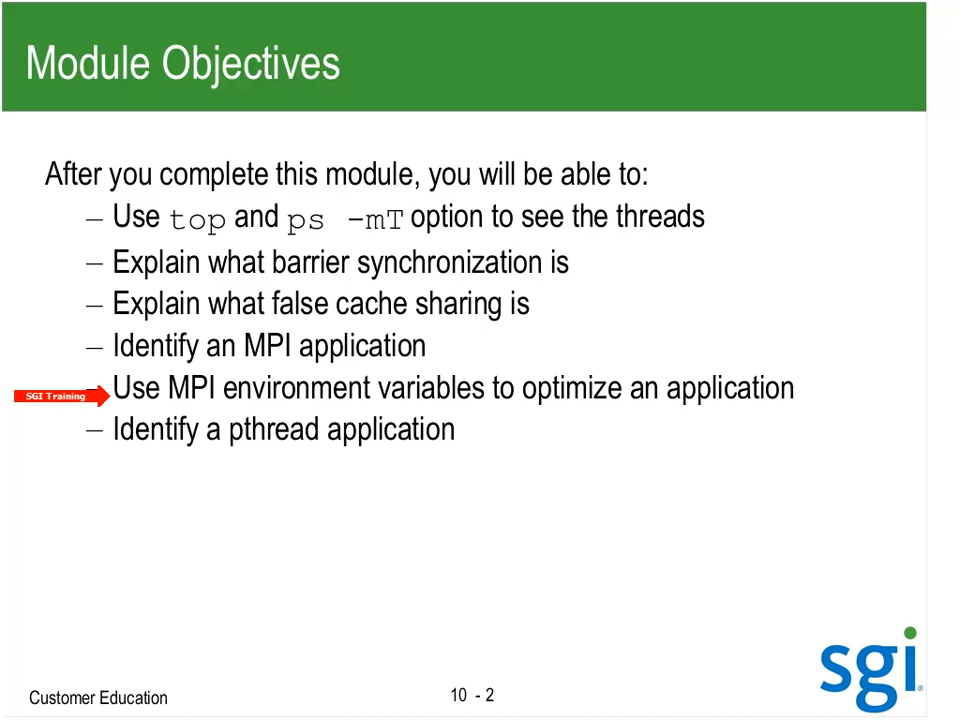 Module Objectives
After you complete this module, you will be able to:
– Use top and ps -mT option to see the threads
– Explain what barrier synchronization is
– Explain what false cache sharing is
– Identify an MPI application
SGI Training
– Use MPI environment variables to optimize an application
– Identify a pthread application
Customer Education
10 - 2
sgi®